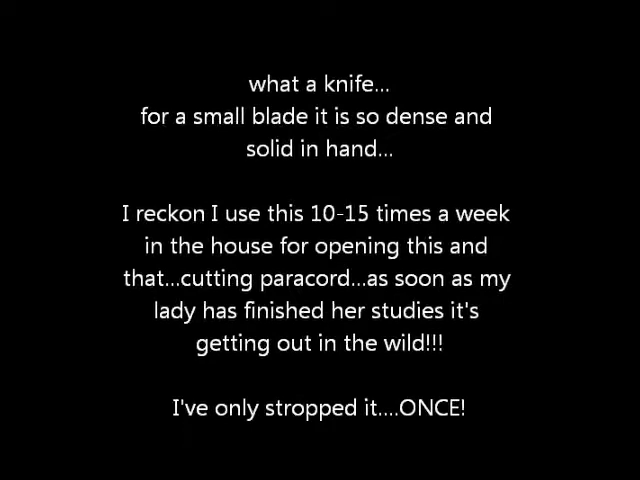 what a knife...
for a small blade it is so dense and
solid in hand...
I reckon I use this 10-15 times a week
in the house for opening this and
that...cutting paracord...as soon as my
lady has finished her studies it's
getting out in the wild!!!
I've only stropped it....ONCE!